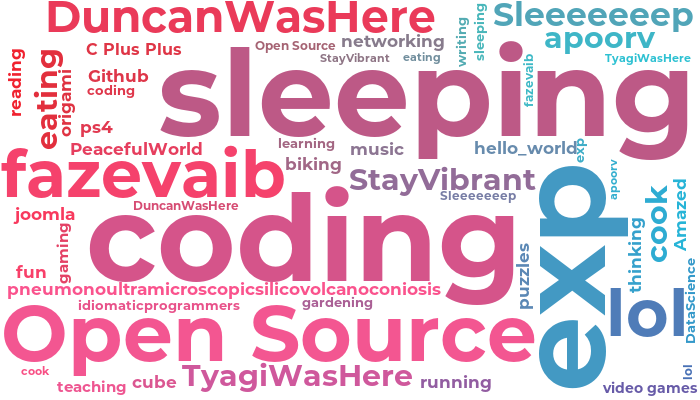 DuncanWasHere
Sleeeeeeep
C Plus Plus
Open Source
networking
writing
sleeping
apoorv
reading
eating
origami
Github
coding
StayVibrant
eating
TyagiWasHere
sleeping
fazevaib
ps4
PeacefulWorld
learning
music
hello_world
exp
fazevaib
biking
StayVibrant
apoorv
Sleeeeeeep
joomla
DuncanWasHere
coding
exp
cook
Amazed
gaming
fun
puzzles
thinking
pneumonoultramicroscopicsilicovolcanoconiosis
idiomaticprogrammers
gardening
lol
DataScience
Open Source
cook
teaching
cube
TyagiWasHere
running
video games
lol